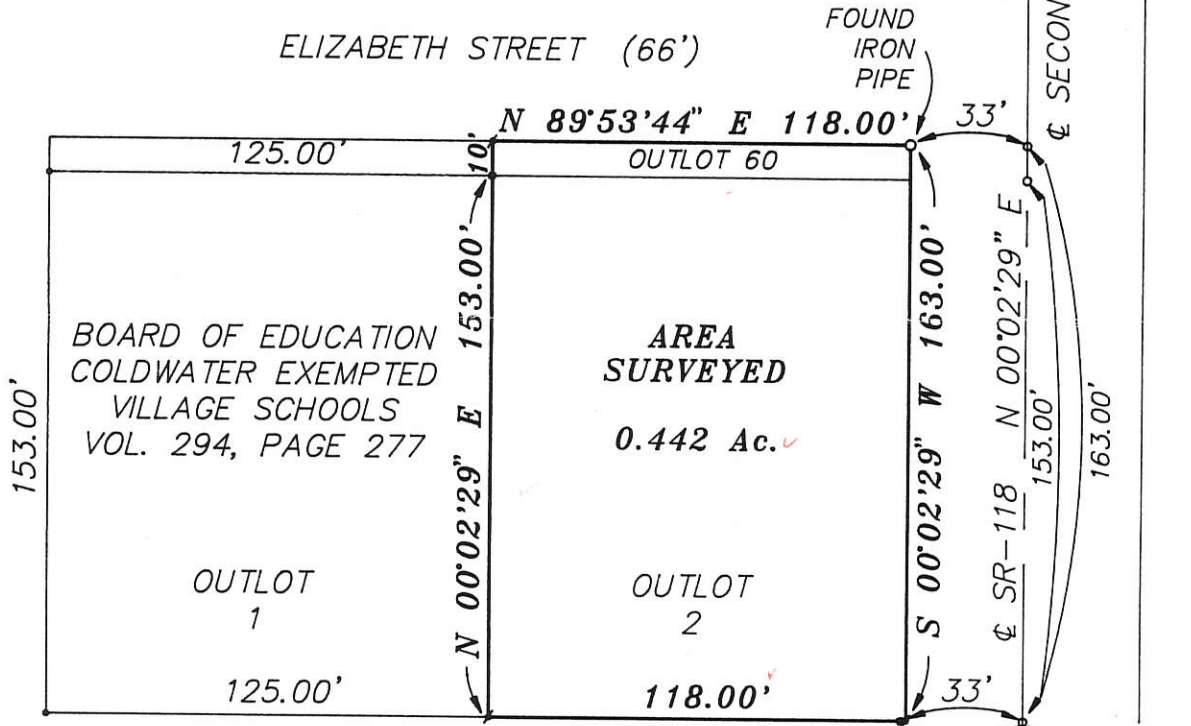 ELIZABETH STREET (66')
FOUND
IRON
PIPE
℄ SECON
N 89°53'44" E 118.00'
33'
125.00'
10'
OUTLOT 60
153.00'
BOARD OF EDUCATION
COLDWATER EXEMPTED
VILLAGE SCHOOLS
VOL. 294, PAGE 277
OUTLOT
1
125.00'
N 00°02'29" E 153.00'
AREA
SURVEYED
0.442 Ac.
OUTLOT
2
118.00'
S 00°02'29" W 163.00'
℄ SR-118 N 00°02'29" E
153.00'
163.00'
33'